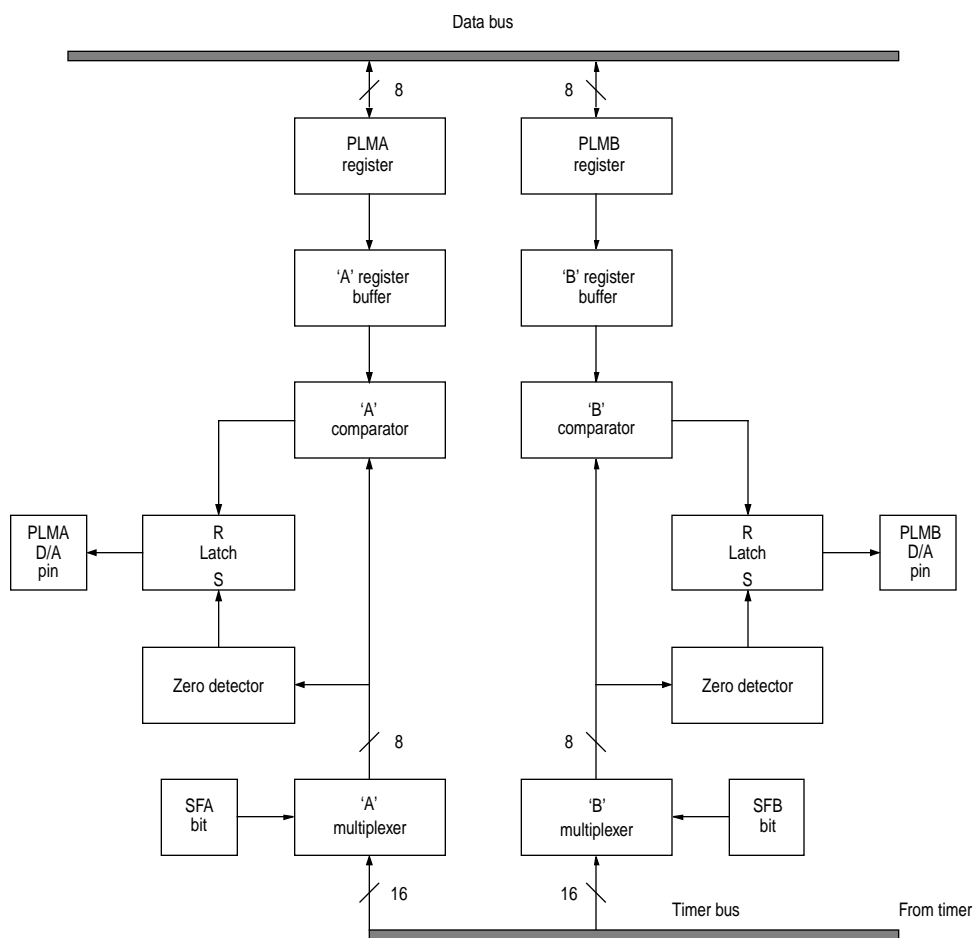 Data bus
8
8
PLMA
register
PLMB
register
‘A’ register
buffer
‘B’ register
buffer
‘A’
comparator
‘B’
comparator
PLMA
D/A
pin
R
Latch
S
R
Latch
S
PLMB
D/A
pin
Zero detector
Zero detector
8
8
SFA
bit
‘A’
multiplexer
‘B’
multiplexer
SFB
bit
16
16
Timer bus
From timer